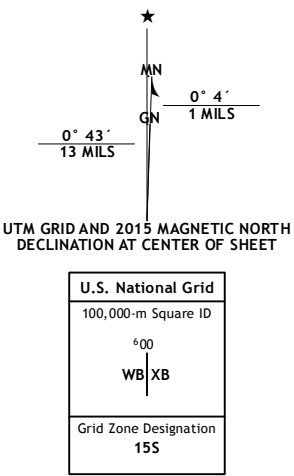 ★
MN
0° 4´
1 MILS
GN
0° 43´
13 MILS
UTM GRID AND 2015 MAGNETIC NORTH
DECLINATION AT CENTER OF SHEET
U.S. National Grid
100,000-m Square ID
⁶00
WB XB
Grid Zone Designation
15S